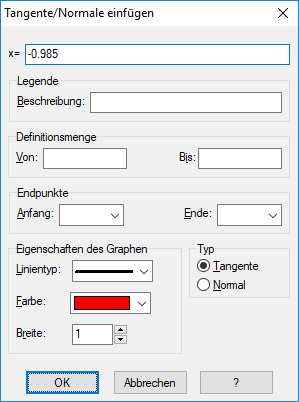 Tangente/Normale einfügen
x= -0.985
Legende
Beschreibung:
Definitionsmenge
Von: Bis:
Endpunkte
Anfang: Ende:
Eigenschaften des Graphen
Linientyp:
Farbe:
Breite: 1
Typ
Tangente
Normal
OK Abbrechen ?